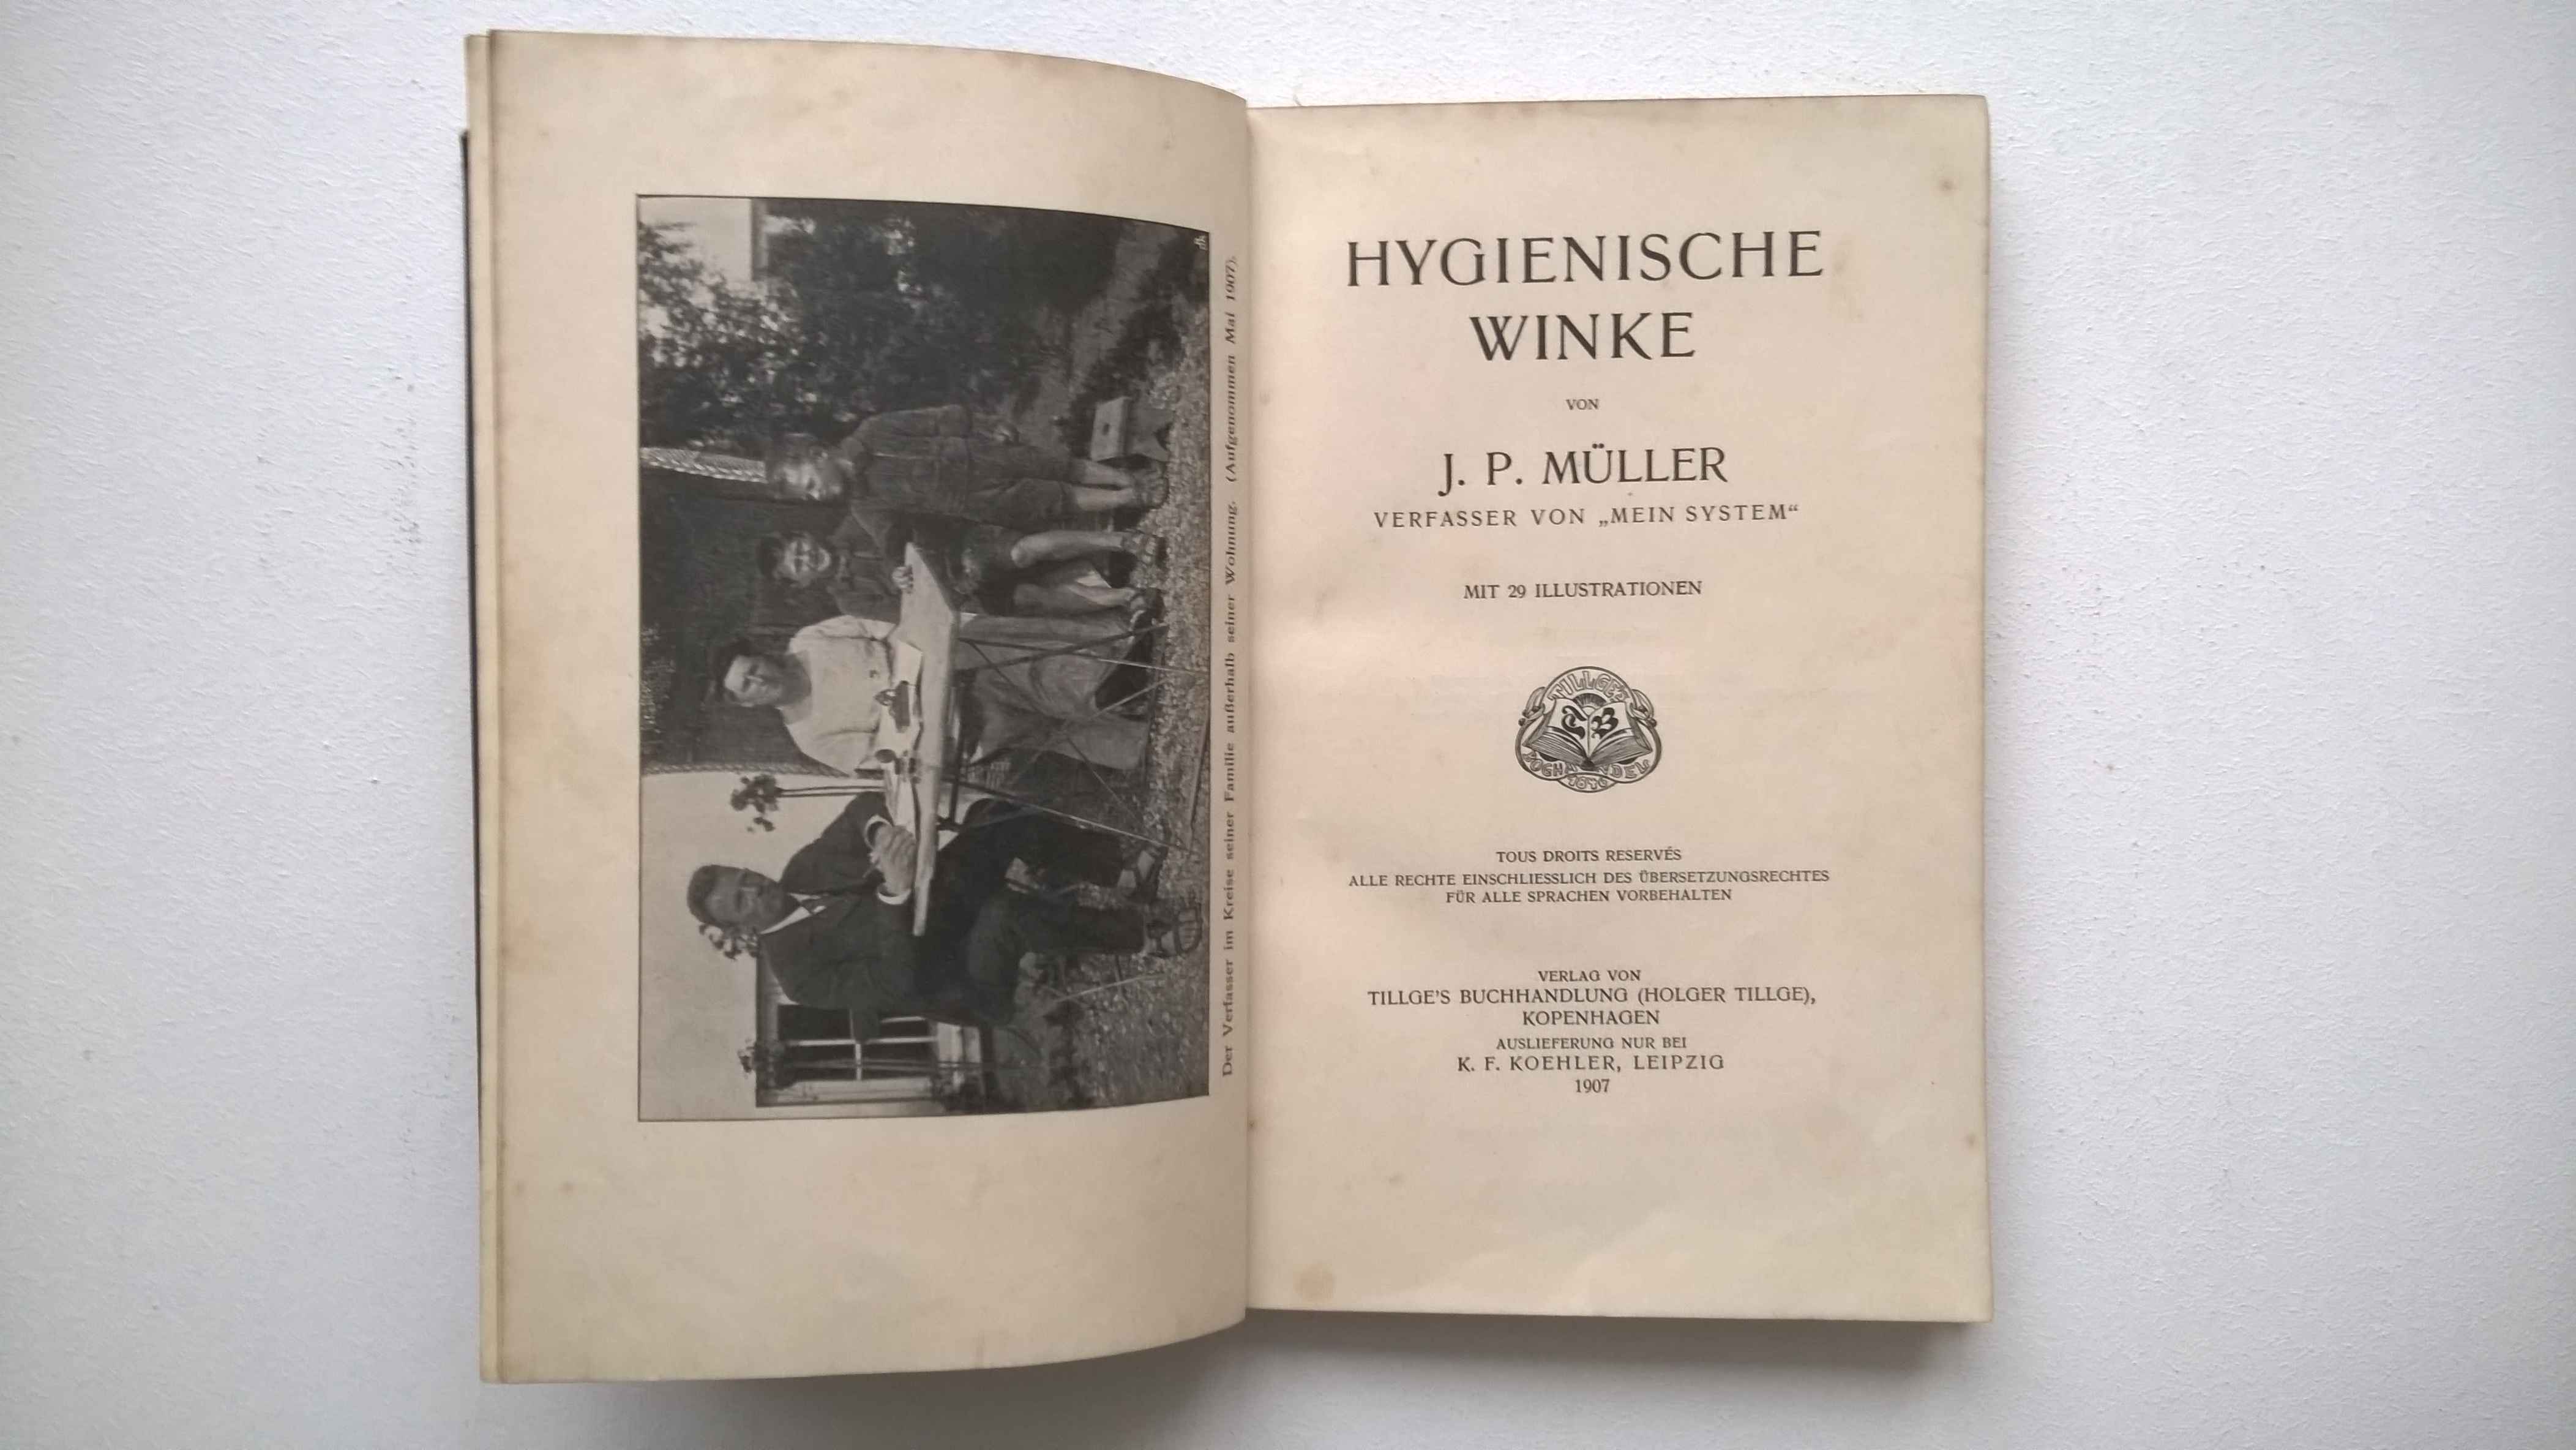 Der Verfasser im Kreise seiner Familie außerhalb seiner Wohnung. (Aufgenommen Mai 1907).
HYGIENISCHE
WINKE
VON
J. P. MÜLLER
VERFASSER VON „MEIN SYSTEM“
MIT 29 ILLUSTRATIONEN
TILLGE'S
T B
BOGHANDEL
TOUS DROITS RESERVÉS
ALLE RECHTE EINSCHLIESSLICH DES ÜBERSETZUNGSRECHTES
FÜR ALLE SPRACHEN VORBEHALTEN
VERLAG VON
TILLGE'S BUCHHANDLUNG (HOLGER TILLGE),
KOPENHAGEN
AUSLIEFERUNG NUR BEI
K. F. KOEHLER, LEIPZIG
1907